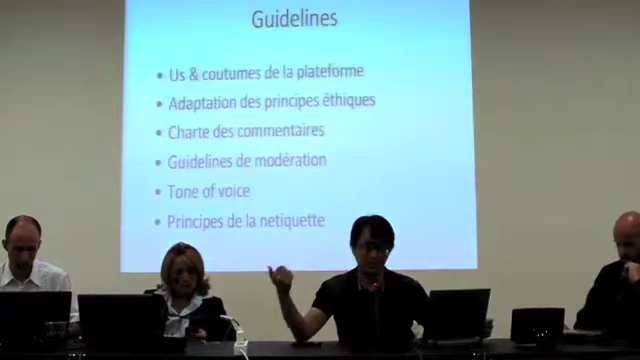 Guidelines
• Us & coutumes de la plateforme
• Adaptation des principes éthiques
• Charte des commentaires
• Guidelines de modération
• Tone of voice
• Principes de la netiquette